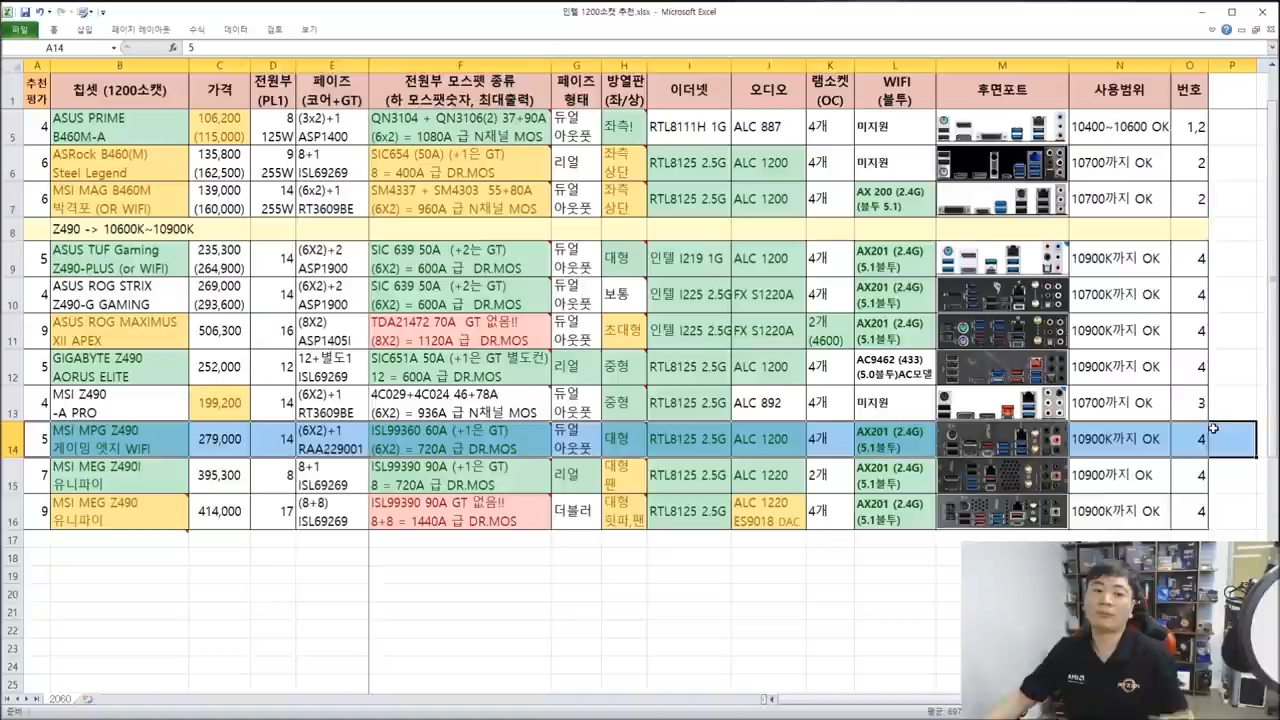 인텔 1200소캣 추천.xlsx - Microsoft Excel
파일 홈 삽입 페이지 레이아웃 수식 데이터 검토 보기
A14 fx 5
A B C D E F G H I J K L M N O P
1 추천 평가 칩셋 (1200소캣) 가격 전원부 (PL1) 페이즈 (코어+GT) 전원부 모스펫 종류 (하 모스펫숫자, 최대출력) 페이즈 형태 방열판 (좌/상) 이더넷 오디오 램소켓 (OC) WIFI (블투) 후면포트 사용범위 번호
5 4 ASUS PRIME B460M-A 106,200 (115,000) 8 125W (3x2)+1 ASP1400 QN3104 + QN3106(2) 37+90A (6x2) = 1080A 급 N채널 MOS 듀얼 아웃풋 좌측! RTL8111H 1G ALC 887 4개 미지원 10400~10600 OK 1,2
6 6 ASRock B460(M) Steel Legend 135,800 (162,500) 9 255W 8+1 ISL69269 SIC654 (50A) (+1은 GT) 8 = 400A 급 DR.MOS 리얼 좌측 상단 RTL8125 2.5G ALC 1200 4개 미지원 10700까지 OK 2
7 6 MSI MAG B460M 박격포 (OR WIFI) 139,000 (160,000) 14 255W (6x2)+1 RT3609BE SM4337 + SM4303 55+80A (6X2) = 960A 급 N채널 MOS 듀얼 아웃풋 좌측 상단 RTL8125 2.5G ALC 1200 4개 AX 200 (2.4G) (블투 5.1) 10700까지 OK 2
8 Z490 -> 10600K~10900K
9 5 ASUS TUF Gaming Z490-PLUS (or WIFI) 235,300 (264,900) 14 (6X2)+2 ASP1900 SIC 639 50A (+2는 GT) (6X2) = 600A 급 DR.MOS 듀얼 아웃풋 대형 인텔 I219 1G ALC 1200 4개 AX201 (2.4G) (5.1블투) 10900K까지 OK 4
10 4 ASUS ROG STRIX Z490-G GAMING 269,000 (293,600) 14 (6X2)+2 ASP1900 SIC 639 50A (+2는 GT) (6X2) = 600A 급 DR.MOS 듀얼 아웃풋 보통 인텔 I225 2.5G FX S1220A 4개 AX201 (2.4G) (5.1블투) 10700K까지 OK 4
11 9 ASUS ROG MAXIMUS XII APEX 506,300 16 (8X2) ASP1405I TDA21472 70A GT 없음!! (8X2) = 1120A 급 DR.MOS 듀얼 아웃풋 초대형 인텔 I225 2.5G FX S1220A 2개 (4600) AX201 (2.4G) (5.1블투) 10900K까지 OK 4
12 5 GIGABYTE Z490 AORUS ELITE 252,000 12+별도1 ISL69269 SIC651A 50A (+1은 GT 별도컨) 12 = 600A 급 DR.MOS 리얼 중형 RTL8125 2.5G ALC 1200 4개 AC9462 (433) (5.0블투)AC모델 10900K까지 OK 4
13 4 MSI Z490 -A PRO 199,200 14 (6X2)+1 RT3609BE 4C029+4C024 46+78A (6X2) = 936A 급 N채널 MOS 듀얼 아웃풋 중형 RTL8125 2.5G ALC 892 4개 미지원 10700까지 OK 3
14 5 MSI MPG Z490 게이밍 엣지 WIFI 279,000 14 (6X2)+1 RAA229001 ISL99360 60A (+1은 GT) (6X2) = 720A 급 DR.MOS 듀얼 아웃풋 대형 RTL8125 2.5G ALC 1200 4개 AX201 (2.4G) (5.1블투) 10900K까지 OK 4
15 7 MSI MEG Z490I 유니파이 395,300 8 8+1 ISL69269 ISL99390 90A (+1은 GT) 8 = 720A 급 DR.MOS 리얼 대형 팬 RTL8125 2.5G ALC 1220 2개 AX201 (2.4G) (5.1블투) 10900까지 OK 4
16 9 MSI MEG Z490 유니파이 414,000 17 (8+8) ISL69269 ISL99390 90A GT 없음!! 8+8 = 1440A 급 DR.MOS 더블러 대형 힛파,팬 RTL8125 2.5G ALC 1220 ES9018 DAC 4개 AX201 (2.4G) (5.1블투) 10900K까지 OK 4
17
18
19
20
21
22
23
24
25
2060
준비 평균: 697
AMD RYZEN